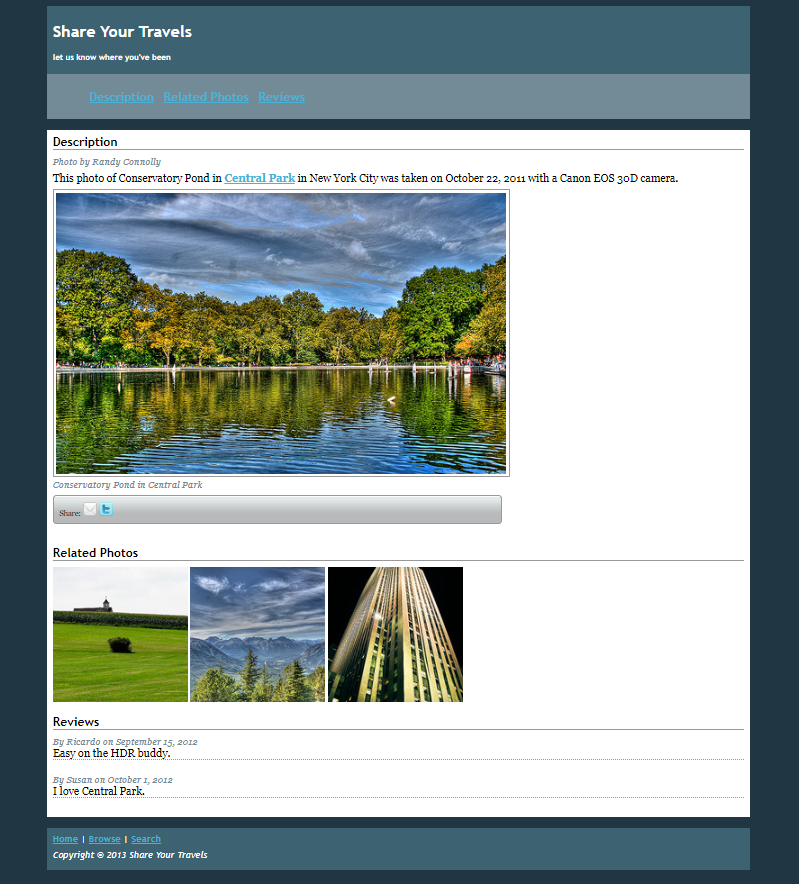 Share Your Travels
let us know where you've been
Description Related Photos Reviews
Description
Photo by Randy Connolly
This photo of Conservatory Pond in Central Park in New York City was taken on October 22, 2011 with a Canon EOS 30D camera.
Conservatory Pond in Central Park
Share:
Related Photos
Reviews
By Ricardo on September 15, 2012
Easy on the HDR buddy.
By Susan on October 1, 2012
I love Central Park.
Home | Browse | Search
Copyright © 2013 Share Your Travels